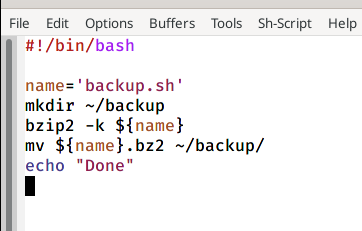 File Edit Options Buffers Tools Sh-Script Help
#!/bin/bash
name='backup.sh'
mkdir ~/backup
bzip2 -k ${name}
mv ${name}.bz2 ~/backup/
echo "Done"